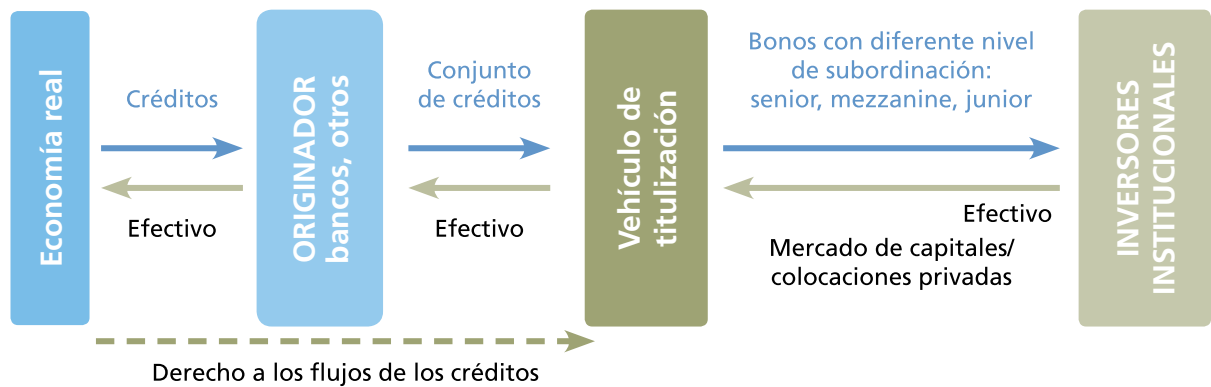 Economía real
Créditos
Efectivo
ORIGINADOR
bancos, otros
Conjunto
de créditos
Efectivo
Vehículo de
titulización
Bonos con diferente nivel
de subordinación:
senior, mezzanine, junior
Efectivo
Mercado de capitales/
colocaciones privadas
INVERSORES
INSTITUCIONALES
Derecho a los flujos de los créditos